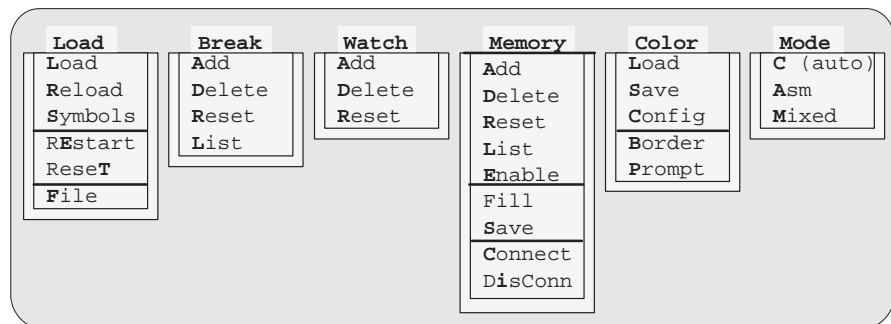 Load
Load
Reload
Symbols
REstart
ReseT
File
Break
Add
Delete
Reset
List
Watch
Add
Delete
Reset
Memory
Add
Delete
Reset
List
Enable
Fill
Save
Connect
DisConn
Color
Load
Save
Config
Border
Prompt
Mode
C (auto)
Asm
Mixed